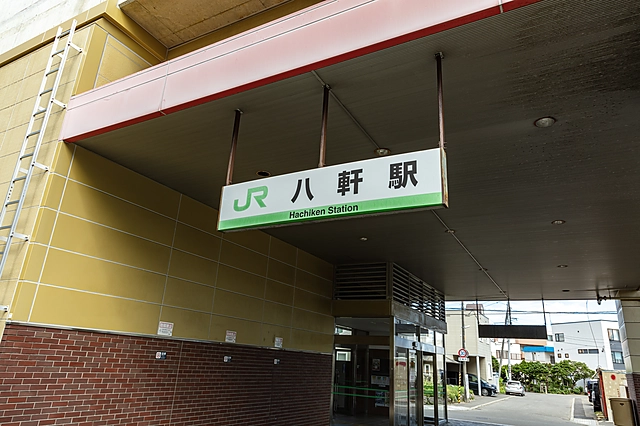 JR 八軒駅
Hachiken Station